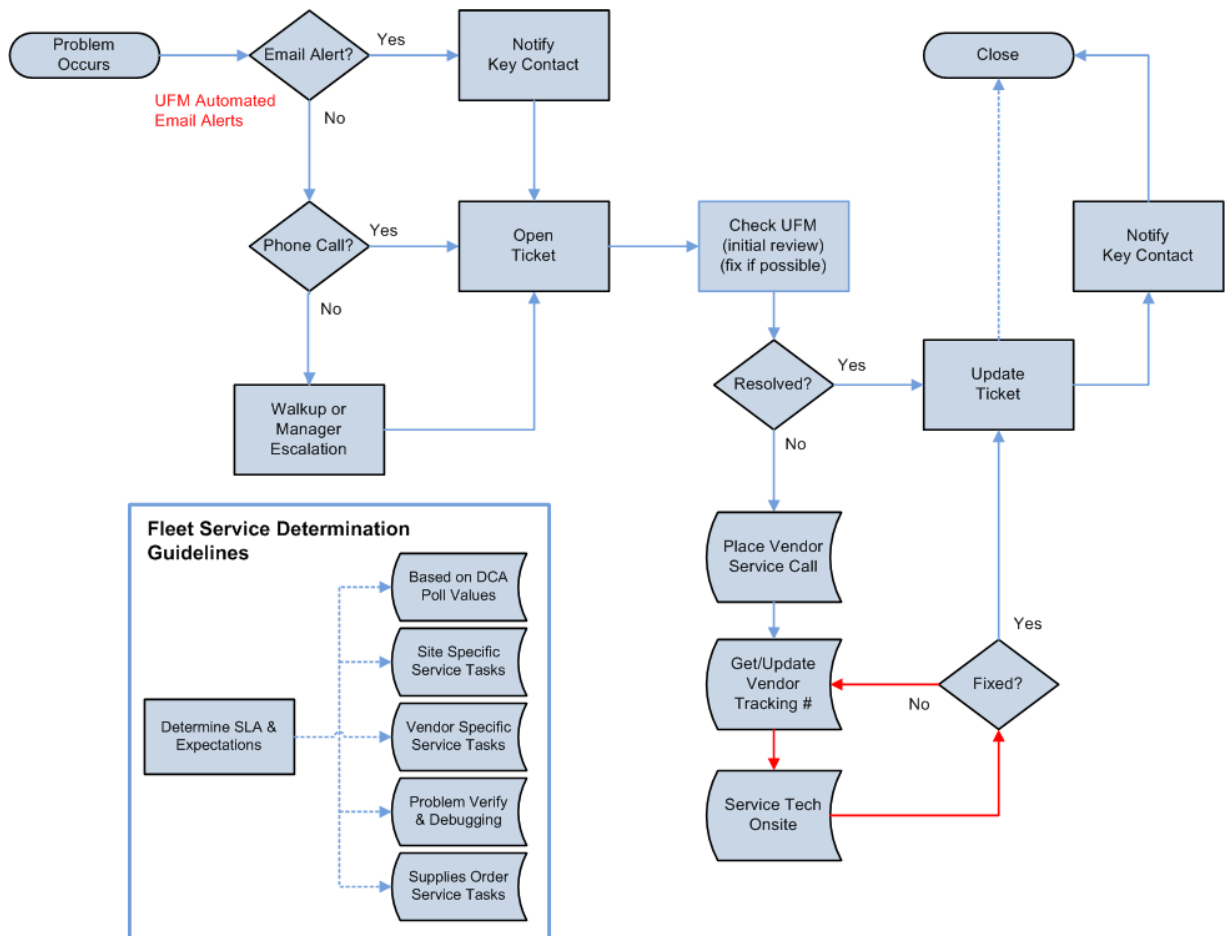 Problem
Occurs
Email Alert?
Yes
Notify
Key Contact
Close
UFM Automated
Email Alerts
No
Phone Call?
Yes
Open
Ticket
Check UFM
(initial review)
(fix if possible)
Notify
Key Contact
No
Resolved?
Yes
Update
Ticket
Walkup or
Manager
Escalation
No
Place Vendor
Service Call
Yes
Get/Update
Vendor
Tracking #
No
Fixed?
Service Tech
Onsite
Fleet Service Determination
Guidelines
Determine SLA &
Expectations
Based on DCA
Poll Values
Site Specific
Service Tasks
Vendor Specific
Service Tasks
Problem Verify
& Debugging
Supplies Order
Service Tasks